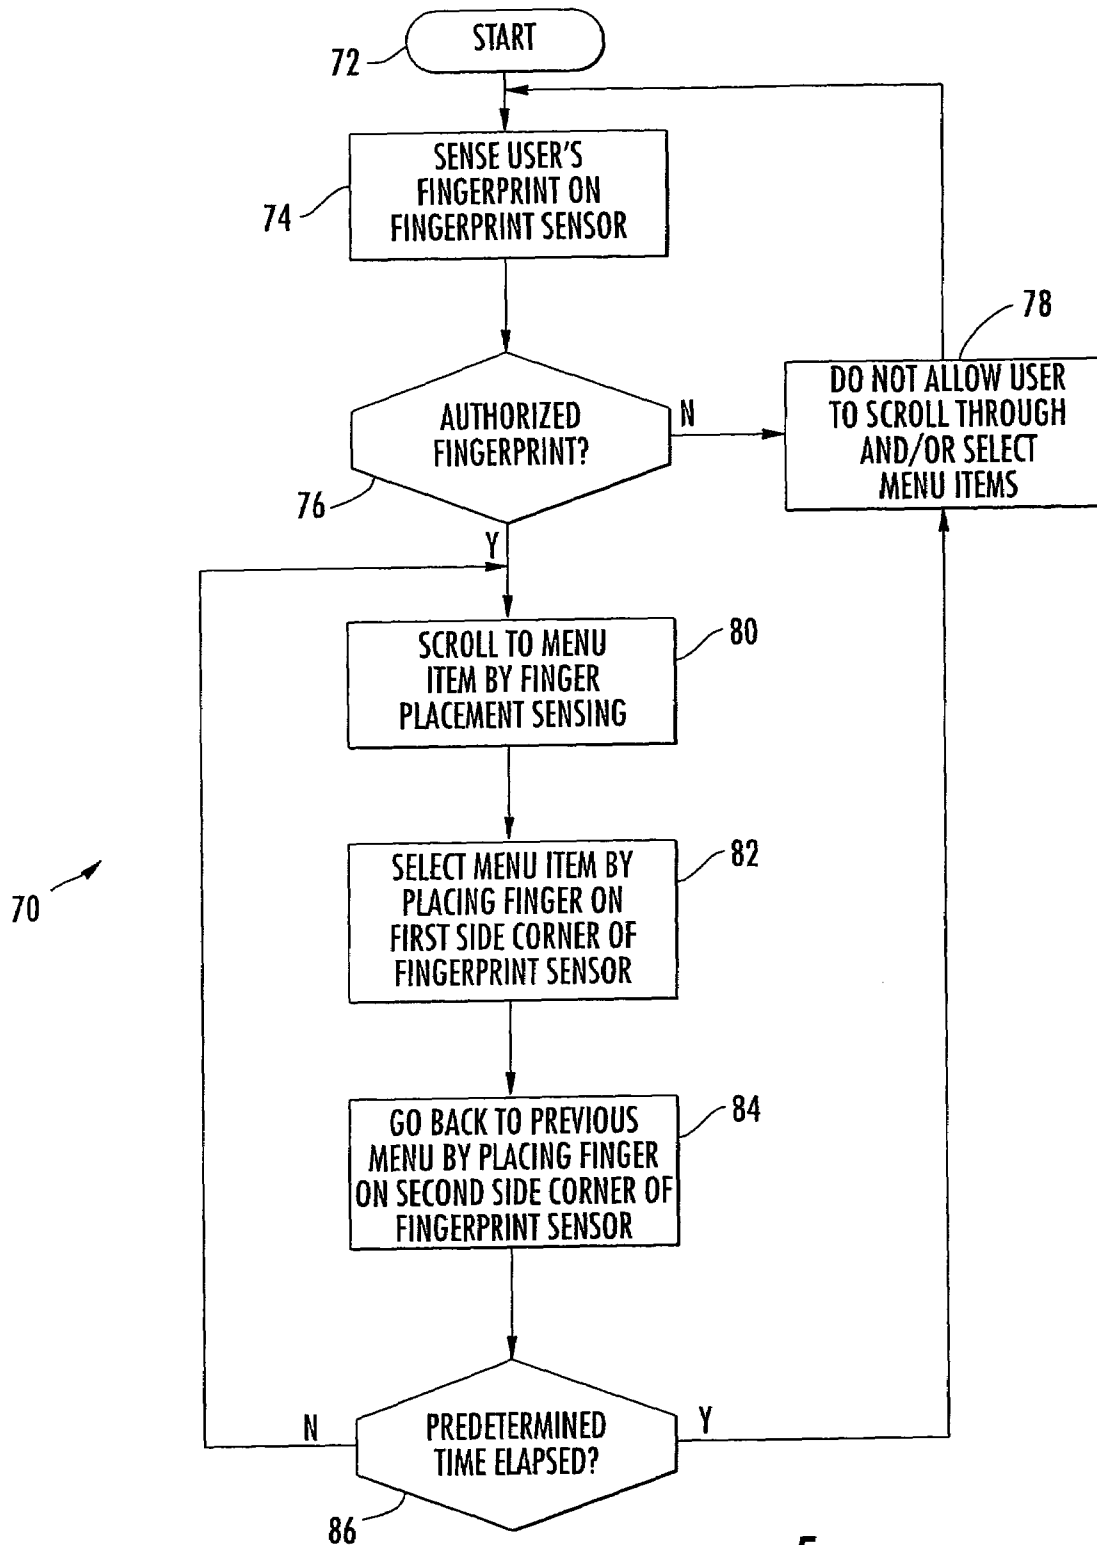 START
72
SENSE USER'S
FINGERPRINT ON
FINGERPRINT SENSOR
74
78
DO NOT ALLOW USER
TO SCROLL THROUGH
AND/OR SELECT
MENU ITEMS
AUTHORIZED
FINGERPRINT?
N
76
Y
80
SCROLL TO MENU
ITEM BY FINGER
PLACEMENT SENSING
82
SELECT MENU ITEM BY
PLACING FINGER ON
FIRST SIDE CORNER OF
FINGERPRINT SENSOR
70
84
GO BACK TO PREVIOUS
MENU BY PLACING FINGER
ON SECOND SIDE CORNER OF
FINGERPRINT SENSOR
N
PREDETERMINED
TIME ELAPSED?
Y
86